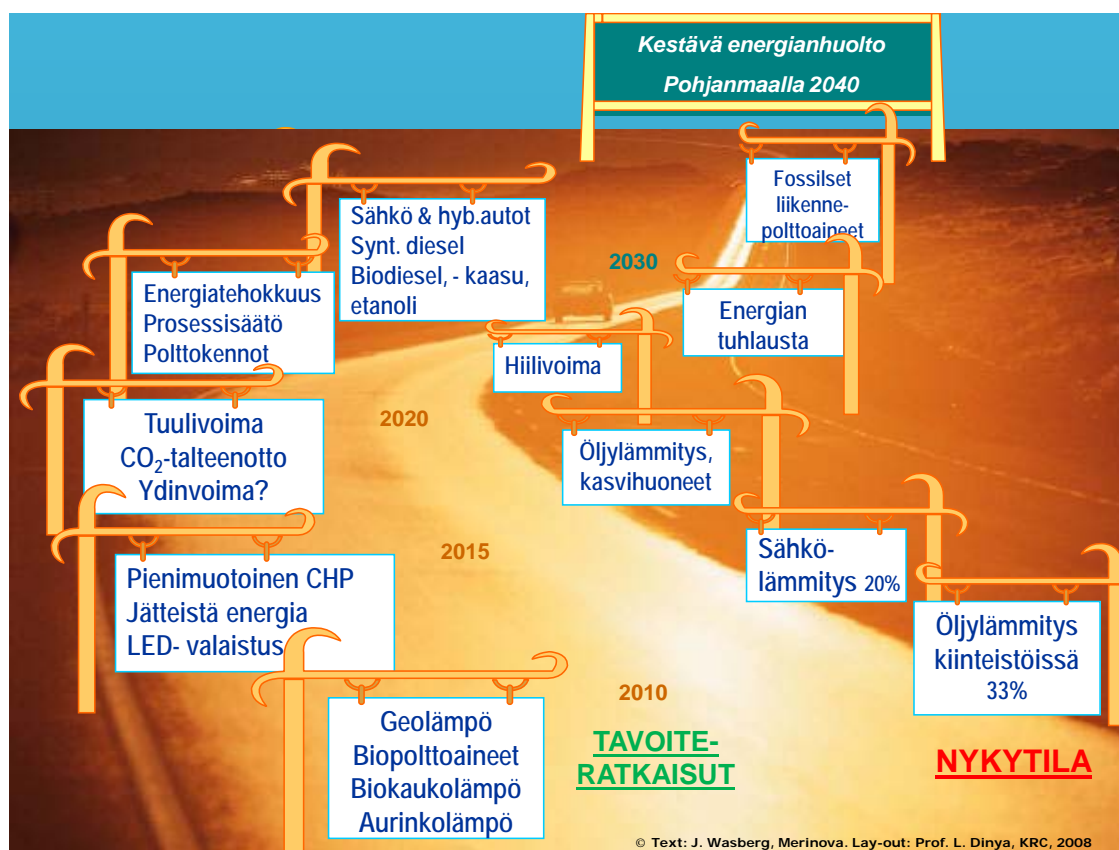 Kestävä energianhuolto
Pohjanmaalla 2040
Fossilset
liikenne-
polttoaineet
Sähkö & hyb.autot
Synt. diesel
Biodiesel, - kaasu,
etanoli
2030
Energiatehokkuus
Prosessisäätö
Polttokennot
Energian
tuhlausta
Hiilivoima
2020
Tuulivoima
CO₂-talteenotto
Ydinvoima?
Öljylämmitys,
kasvihuoneet
2015
Sähkö-
lämmitys 20%
Pienimuotoinen CHP
Jätteistä energia
LED- valaistus
Öljylämmitys
kiinteistöissä
33%
2010
Geolämpö
Biopolttoaineet
Biokaukolämpö
Aurinkolämpö
TAVOITE-
RATKAISUT
NYKYTILA
© Text: J. Wasberg, Merinova. Lay-out: Prof. L. Dinya, KRC, 2008